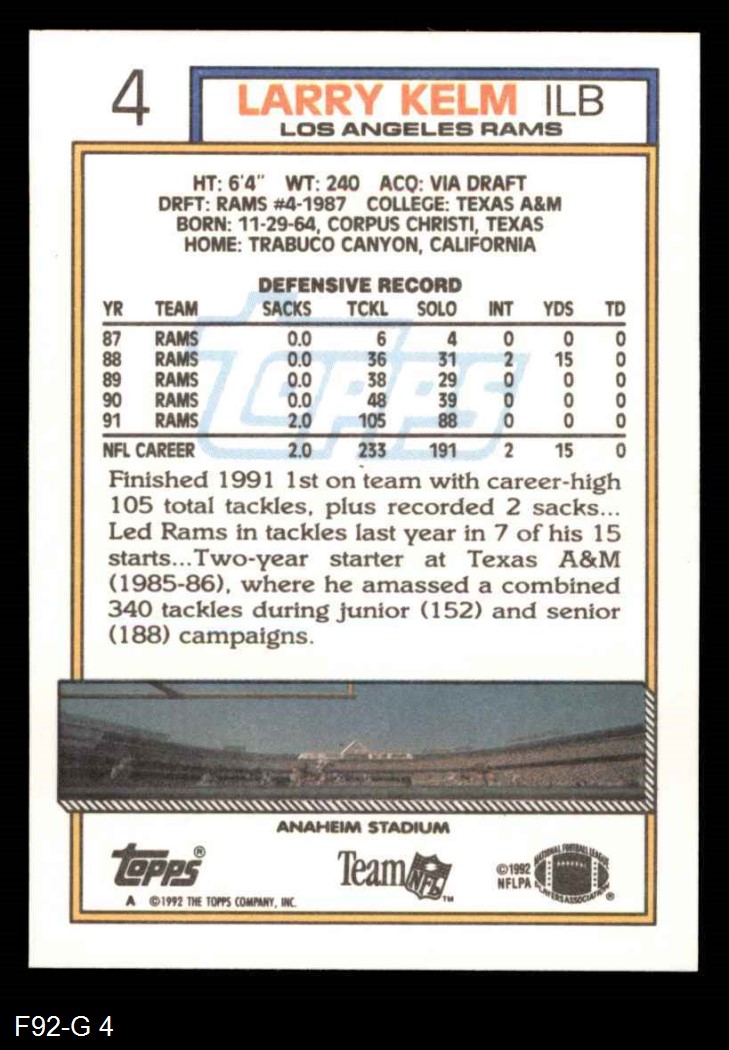 4
LARRY KELM ILB
LOS ANGELES RAMS
HT: 6'4" WT: 240 ACQ: VIA DRAFT
DRFT: RAMS #4-1987 COLLEGE: TEXAS A&M
BORN: 11-29-64, CORPUS CHRISTI, TEXAS
HOME: TRABUCO CANYON, CALIFORNIA
DEFENSIVE RECORD
YR TEAM SACKS TCKL SOLO INT YDS TD
87 RAMS 0.0 6 4 0 0 0
88 RAMS 0.0 36 31 2 15 0
89 RAMS 0.0 38 29 0 0 0
90 RAMS 0.0 48 39 0 0 0
91 RAMS 2.0 105 88 0 0 0
NFL CAREER 2.0 233 191 2 15 0
TOPPS
Finished 1991 1st on team with career-high
105 total tackles, plus recorded 2 sacks...
Led Rams in tackles last year in 7 of his 15
starts...Two-year starter at Texas A&M
(1985-86), where he amassed a combined
340 tackles during junior (152) and senior
(188) campaigns.
ANAHEIM STADIUM
TOPPS®
Team NFL ™
©1992
NFLPA
NATIONAL FOOTBALL LEAGUE
PLAYERS ASSOCIATION ®
A ©1992 THE TOPPS COMPANY, INC.
F92-G 4